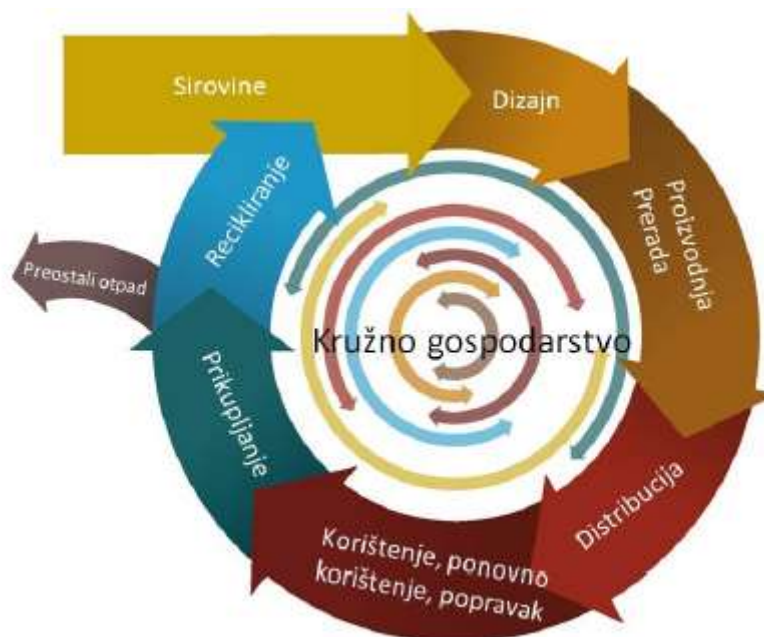 Sirovine
Dizajn
Proizvodnja
Prerada
Distribucija
Korištenje, ponovno
korištenje, popravak
Prikupljanje
Recikliranje
Preostali otpad
Kružno gospodarstvo